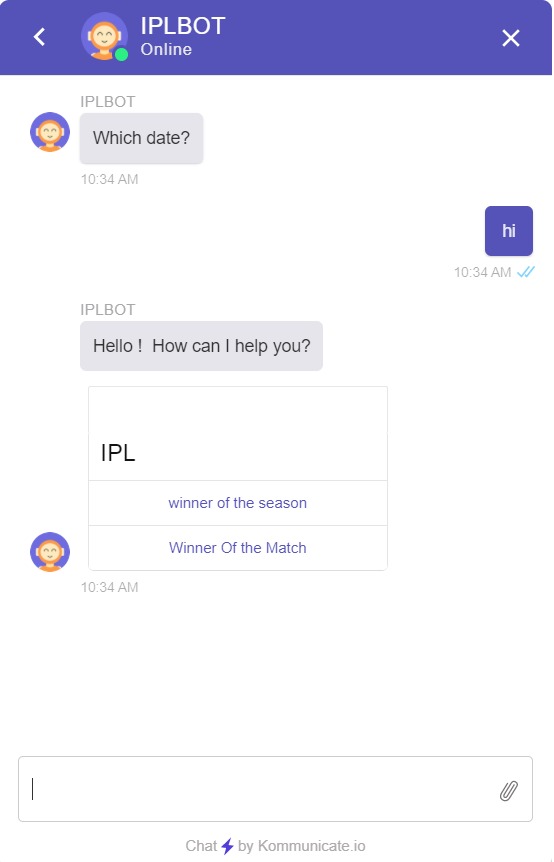 IPLBOT
Online
IPLBOT
Which date?
10:34 AM
hi
10:34 AM
IPLBOT
Hello ! How can I help you?
IPL
winner of the season
Winner Of the Match
10:34 AM
Chat by Kommunicate.io